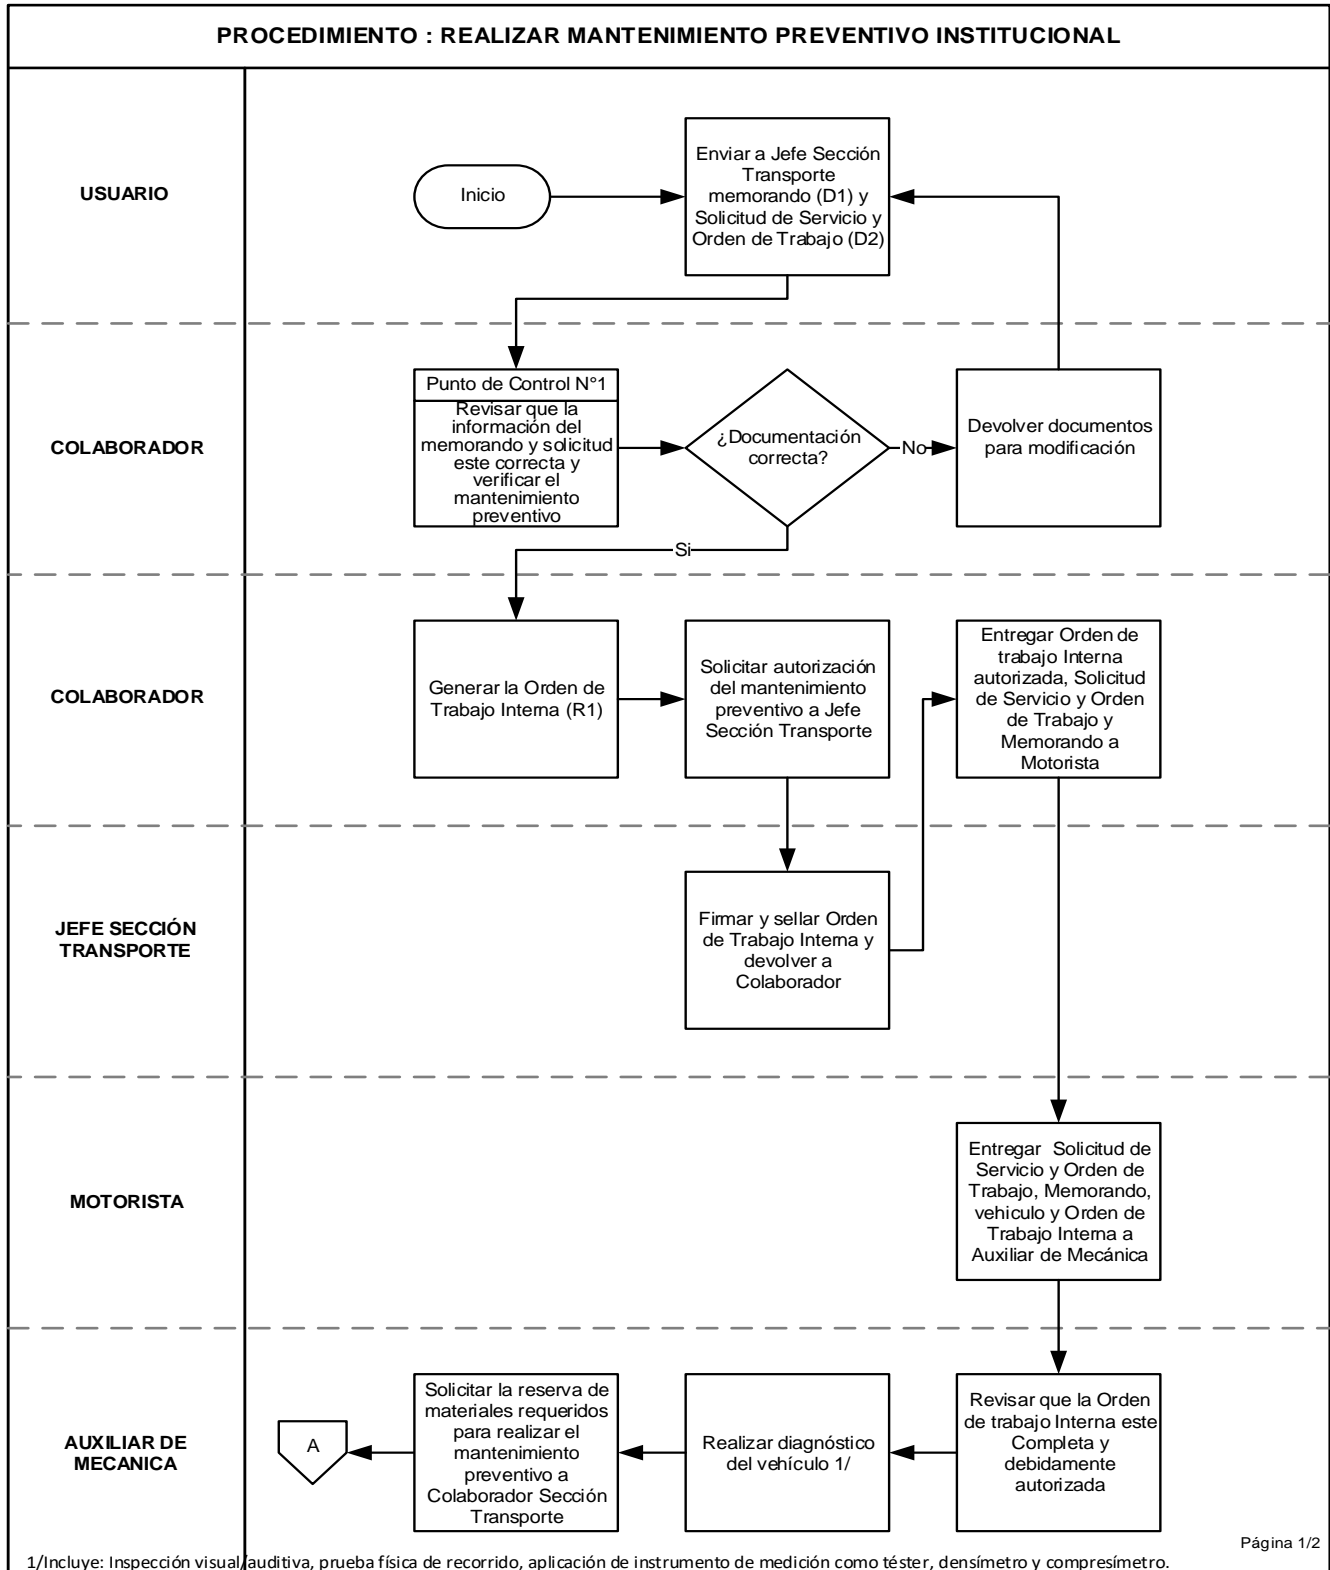 PROCEDIMIENTO : REALIZAR MANTENIMIENTO PREVENTIVO INSTITUCIONAL
USUARIO
Inicio
Enviar a Jefe Sección
Transporte
memorando (D1) y
Solicitud de Servicio y
Orden de Trabajo (D2)
COLABORADOR
Punto de Control N°1
Revisar que la
información del
memorando y solicitud
este correcta y
verificar el
mantenimiento
preventivo
¿Documentación
correcta?
No
Devolver documentos
para modificación
Si
COLABORADOR
Generar la Orden de
Trabajo Interna (R1)
Solicitar autorización
del mantenimiento
preventivo a Jefe
Sección Transporte
Entregar Orden de
trabajo Interna
autorizada, Solicitud
de Servicio y Orden
de Trabajo y
Memorando a
Motorista
JEFE SECCIÓN
TRANSPORTE
Firmar y sellar Orden
de Trabajo Interna y
devolver a
Colaborador
MOTORISTA
Entregar Solicitud de
Servicio y Orden de
Trabajo, Memorando,
vehiculo y Orden de
Trabajo Interna a
Auxiliar de Mecánica
AUXILIAR DE
MECANICA
A
Solicitar la reserva de
materiales requeridos
para realizar el
mantenimiento
preventivo a
Colaborador Sección
Transporte
Realizar diagnóstico
del vehículo 1/
Revisar que la Orden
de trabajo Interna este
Completa y
debidamente
autorizada
Página 1/2
1/Incluye: Inspección visual/auditiva, prueba física de recorrido, aplicación de instrumento de medición como téster, densímetro y compresímetro.